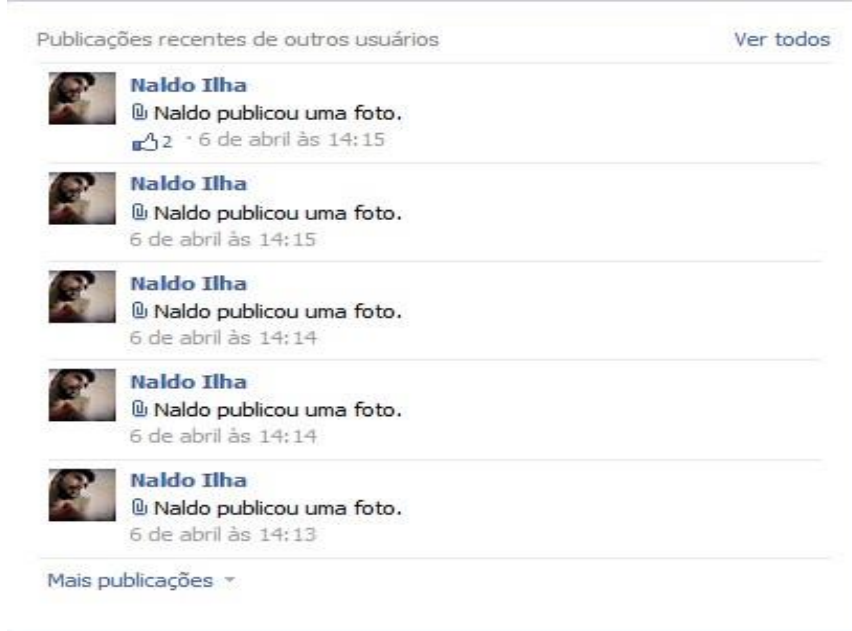 Publicações recentes de outros usuários Ver todos
Naldo Ilha
Naldo publicou uma foto.
2 · 6 de abril às 14:15
Naldo Ilha
Naldo publicou uma foto.
6 de abril às 14:15
Naldo Ilha
Naldo publicou uma foto.
6 de abril às 14:14
Naldo Ilha
Naldo publicou uma foto.
6 de abril às 14:14
Naldo Ilha
Naldo publicou uma foto.
6 de abril às 14:13
Mais publicações